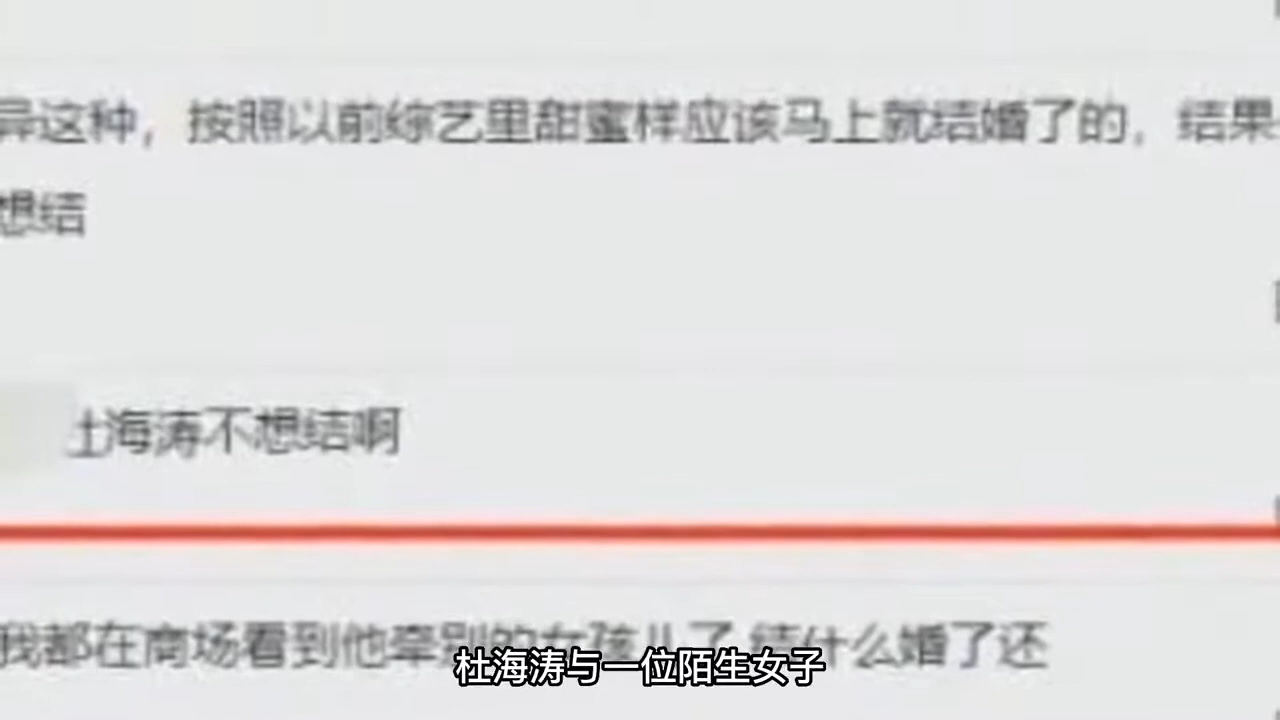 异这种，按照以前综艺里甜蜜样应该马上就结婚了的，结果
想结
杜海涛不想结啊
我都在商场看到他牵别的女孩儿了 结什么婚了还
杜海涛与一位陌生女子